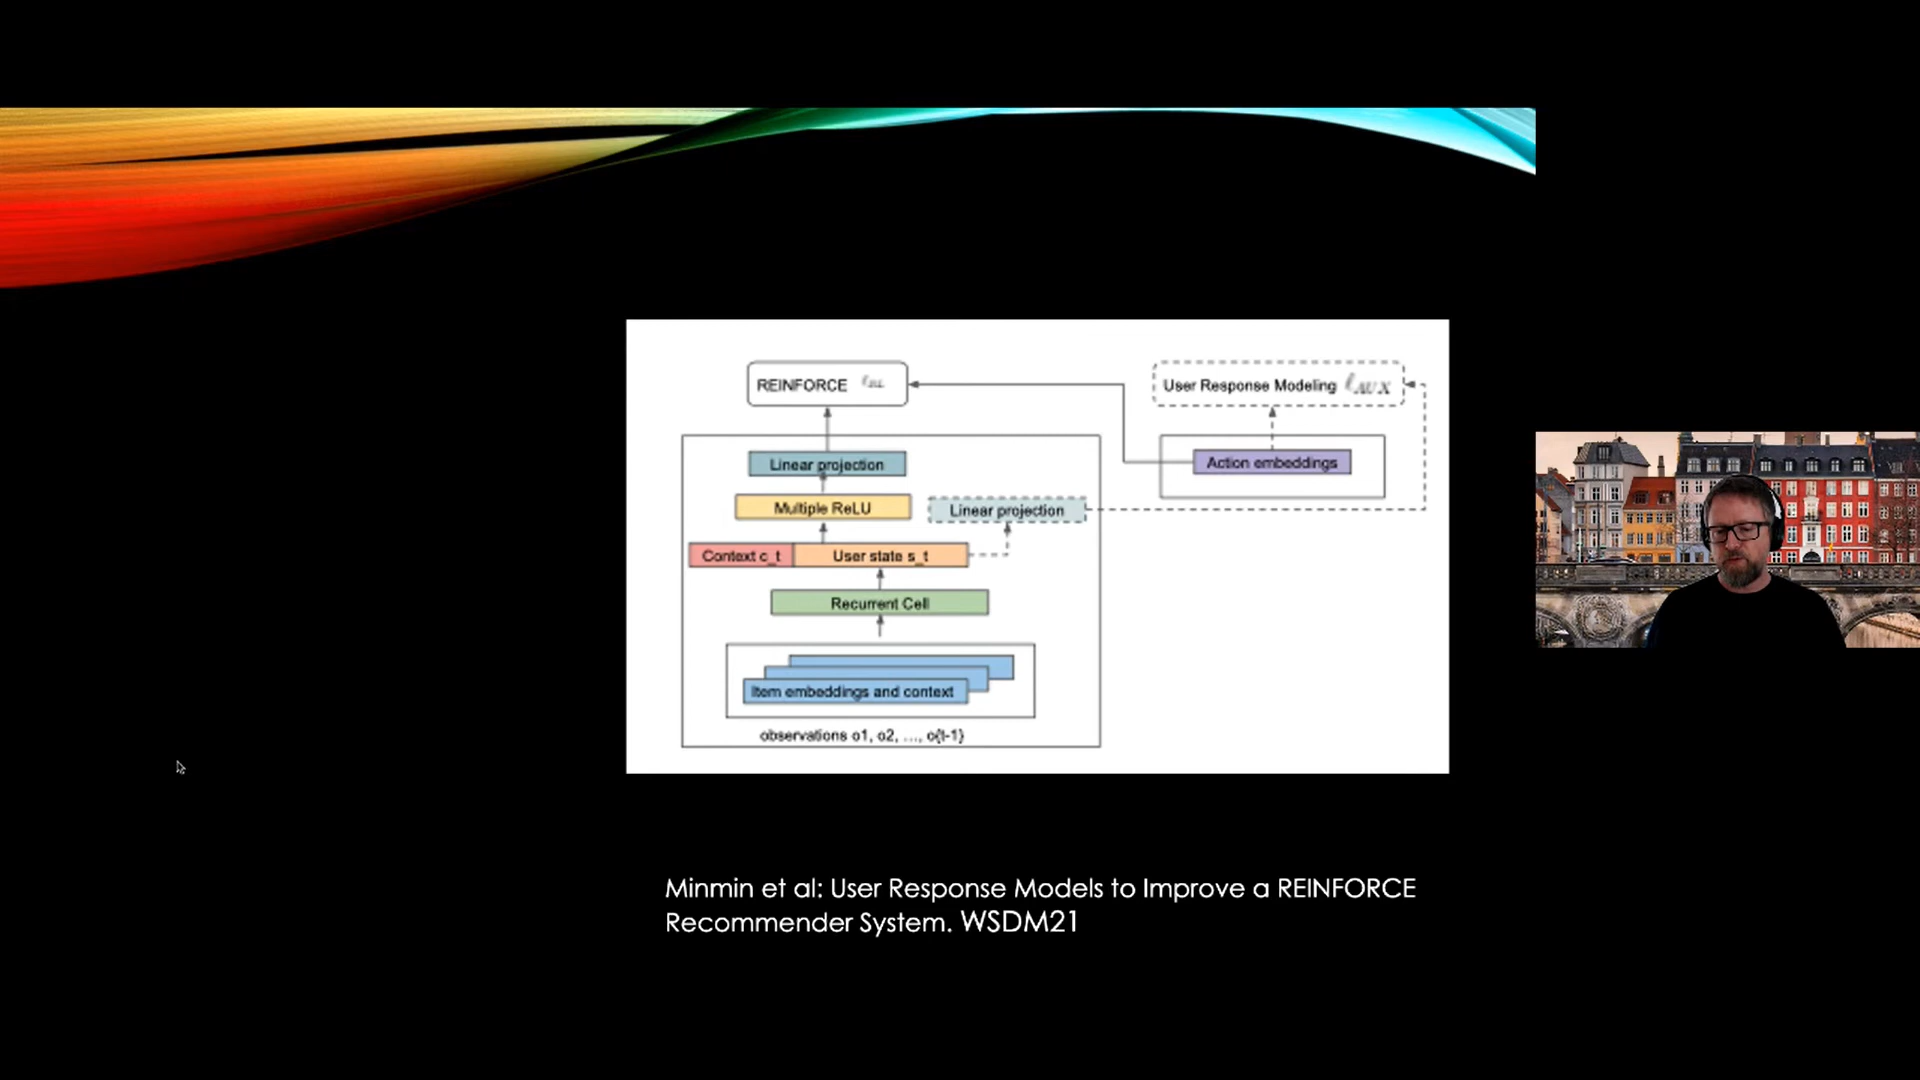 REINFORCE
User Response Modeling ℓ_AUX
Linear projection
Action embeddings
Multiple ReLU
Linear projection
Context c_t
User state s_t
Recurrent Cell
Item embeddings and context
observations o1, o2, ..., o{t-1}
Minmin et al: User Response Models to Improve a REINFORCE
Recommender System. WSDM21